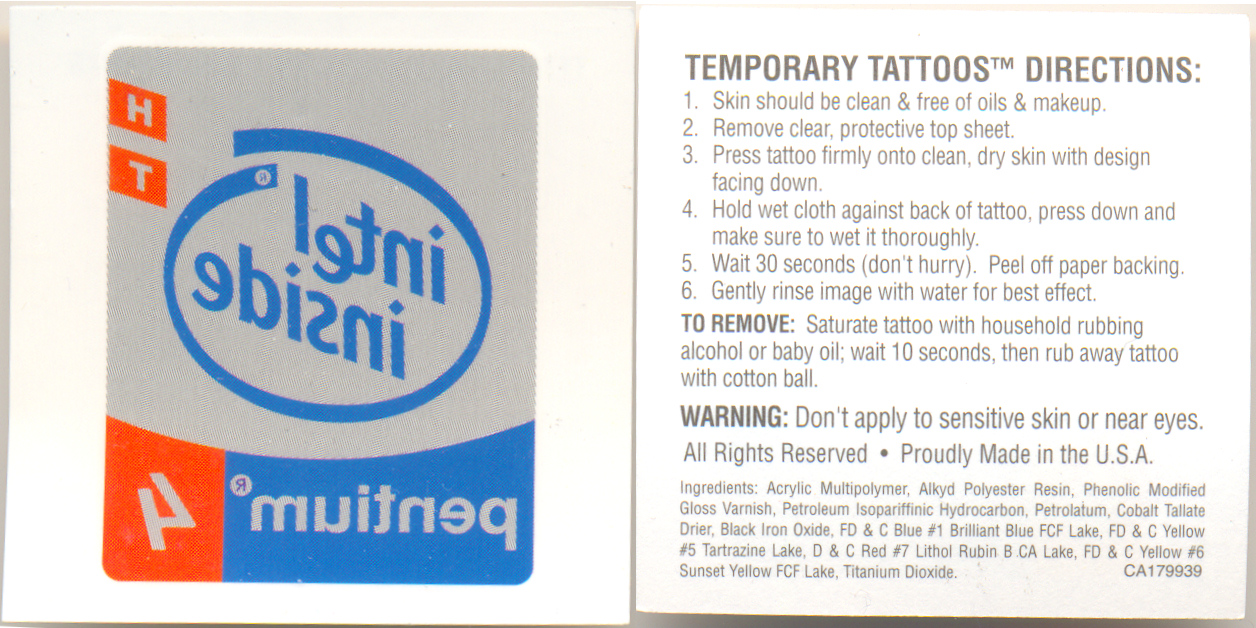 H
T
intel®
inside
pentium® 4
TEMPORARY TATTOOS™ DIRECTIONS:
1. Skin should be clean & free of oils & makeup.
2. Remove clear, protective top sheet.
3. Press tattoo firmly onto clean, dry skin with design
facing down.
4. Hold wet cloth against back of tattoo, press down and
make sure to wet it thoroughly.
5. Wait 30 seconds (don't hurry). Peel off paper backing.
6. Gently rinse image with water for best effect.
TO REMOVE: Saturate tattoo with household rubbing
alcohol or baby oil; wait 10 seconds, then rub away tattoo
with cotton ball.
WARNING: Don't apply to sensitive skin or near eyes.
All Rights Reserved • Proudly Made in the U.S.A.
Ingredients: Acrylic Multipolymer, Alkyd Polyester Resin, Phenolic Modified
Gloss Varnish, Petroleum Isopariffinic Hydrocarbon, Petrolatum, Cobalt Tallate
Drier, Black Iron Oxide, FD & C Blue #1 Brilliant Blue FCF Lake, FD & C Yellow
#5 Tartrazine Lake, D & C Red #7 Lithol Rubin B CA Lake, FD & C Yellow #6
Sunset Yellow FCF Lake, Titanium Dioxide. CA179939